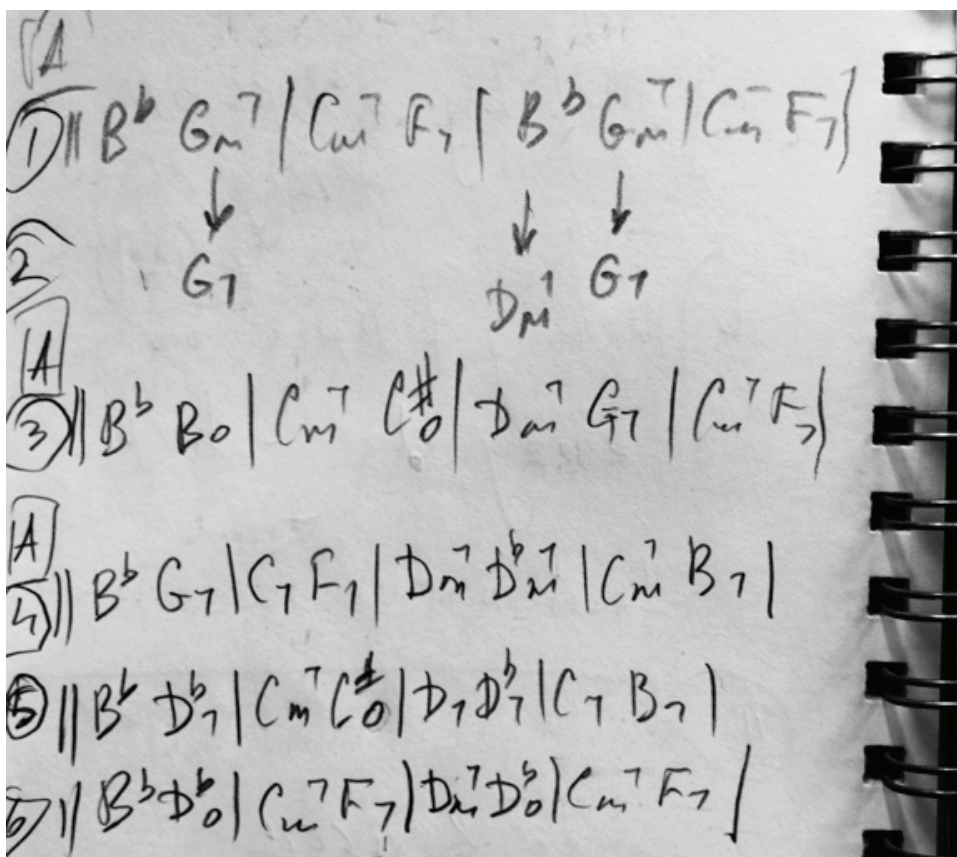 A
① || B♭ Gm7 | Cm7 F7 | B♭ Gm7 | Cm7 F7 |
↓ ↓ ↓
2 G7 Dm7 G7
A
③ || B♭ Bo | Cm7 C#o | Dm7 G7 | Cm7 F7 |
A
④ || B♭ G7 | C7 F7 | Dm7 D♭m7 | Cm7 B7 |
⑤ || B♭ D♭7 | Cm7 C#o | D7 D♭7 | C7 B7 |
⑥ || B♭ D♭o | Cm7 F7 | Dm7 D♭o | Cm7 F7 |